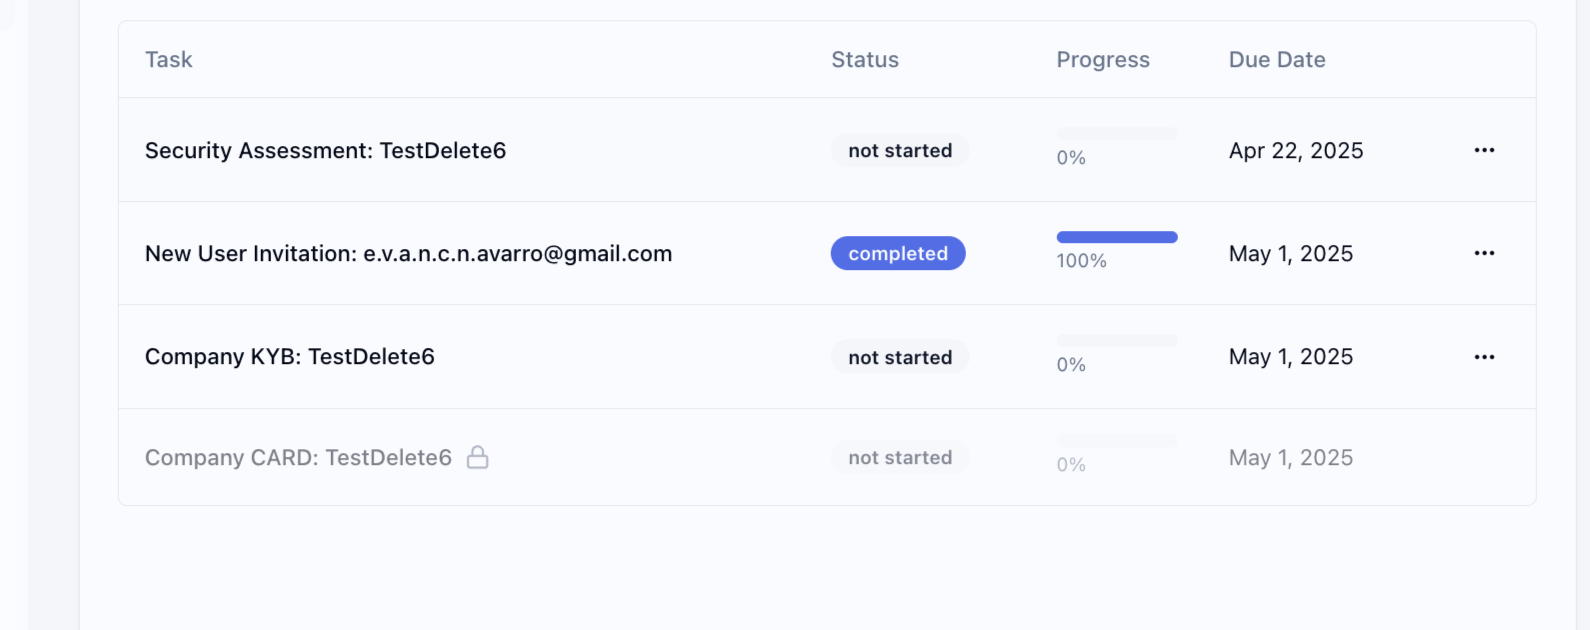 Task Status Progress Due Date
Security Assessment: TestDelete6 not started 0% Apr 22, 2025 ···
New User Invitation: e.v.a.n.c.n.avarro@gmail.com completed 100% May 1, 2025 ···
Company KYB: TestDelete6 not started 0% May 1, 2025 ···
Company CARD: TestDelete6 not started 0% May 1, 2025